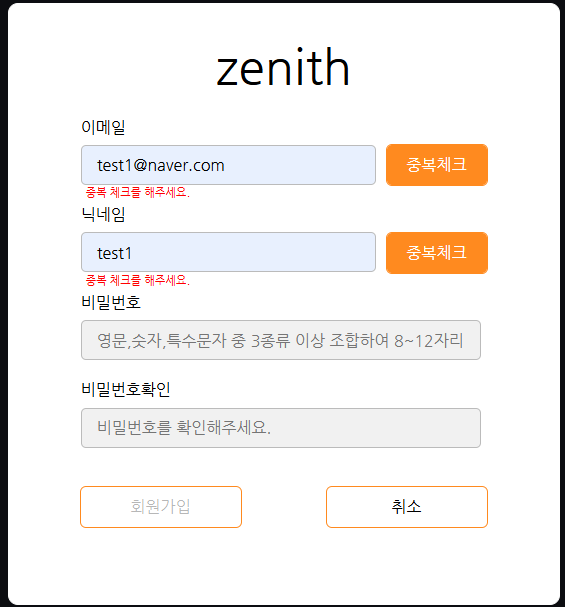 zenith
이메일
test1@naver.com 중복체크
중복 체크를 해주세요.
닉네임
test1 중복체크
중복 체크를 해주세요.
비밀번호
영문,숫자,특수문자 중 3종류 이상 조합하여 8~12자리
비밀번호확인
비밀번호를 확인해주세요.
회원가입 취소